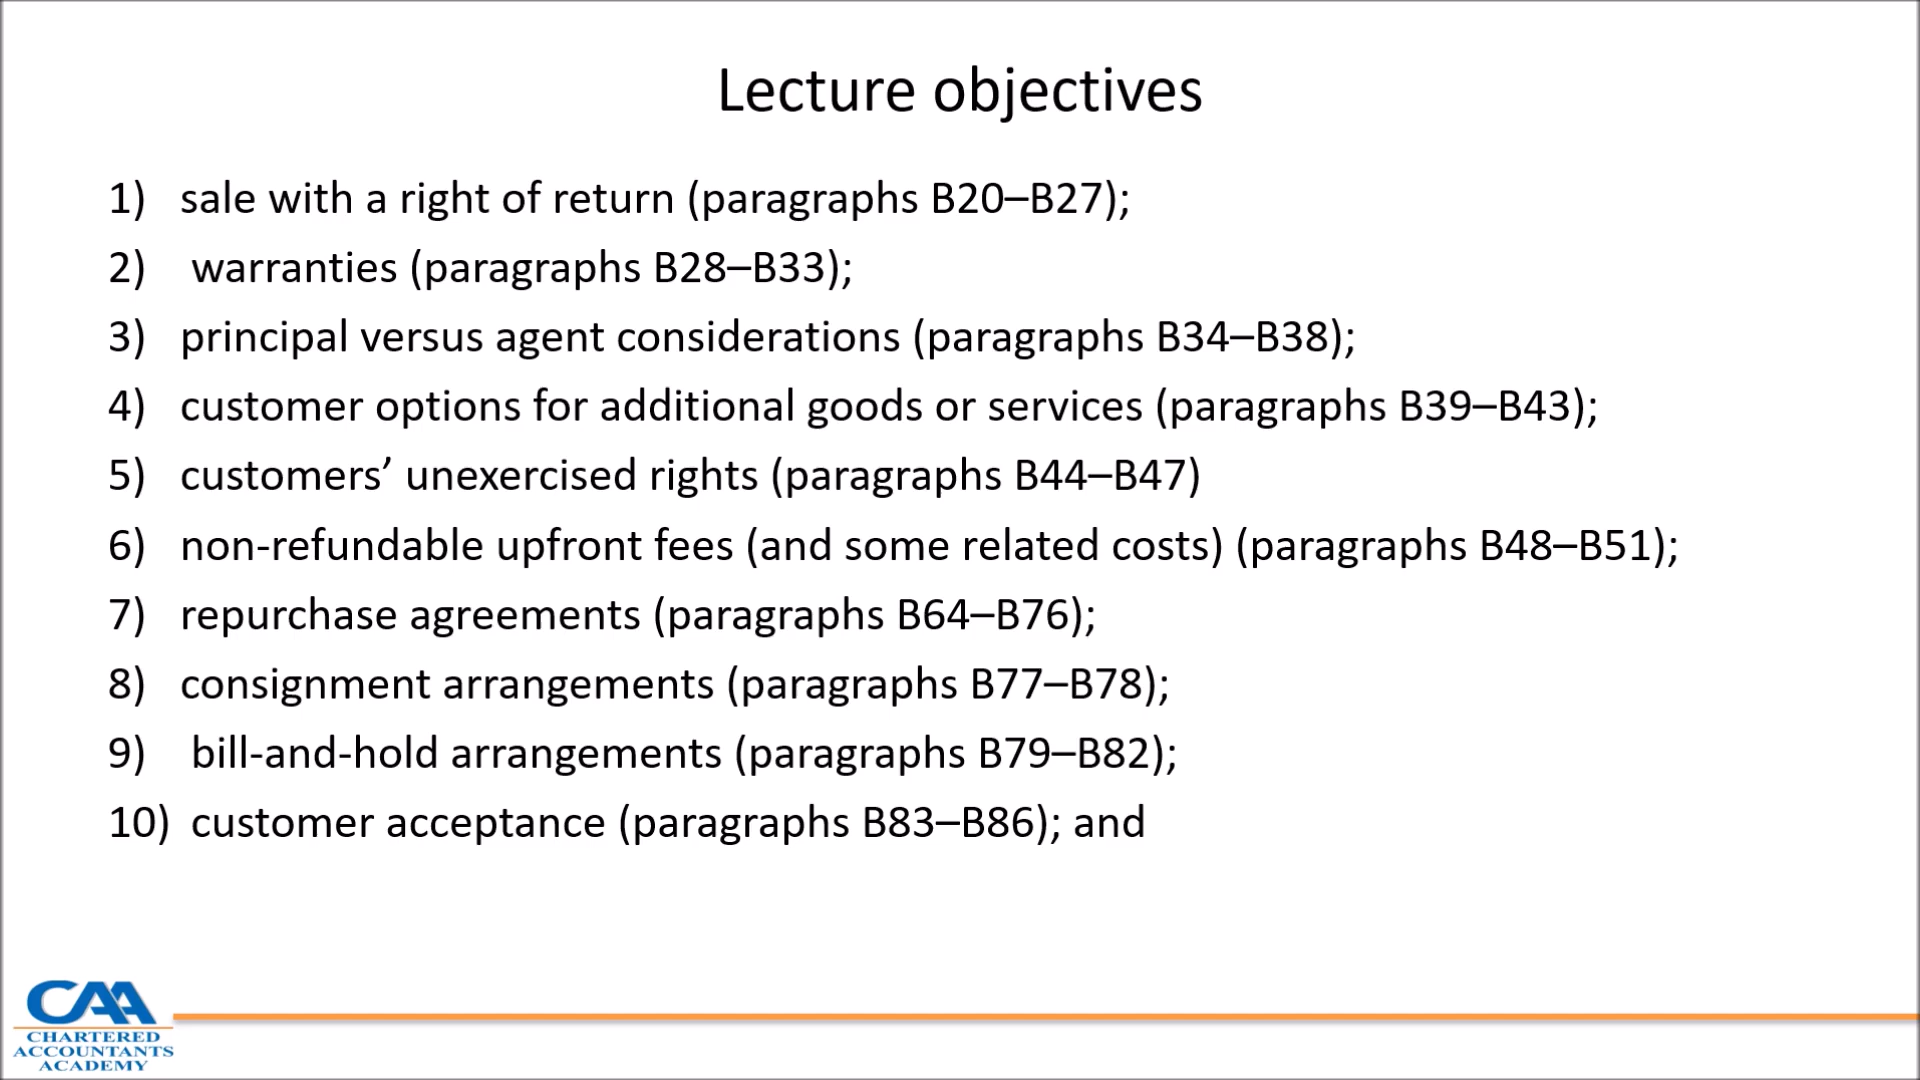 Lecture objectives
1) sale with a right of return (paragraphs B20–B27);
2) warranties (paragraphs B28–B33);
3) principal versus agent considerations (paragraphs B34–B38);
4) customer options for additional goods or services (paragraphs B39–B43);
5) customers’ unexercised rights (paragraphs B44–B47)
6) non-refundable upfront fees (and some related costs) (paragraphs B48–B51);
7) repurchase agreements (paragraphs B64–B76);
8) consignment arrangements (paragraphs B77–B78);
9) bill-and-hold arrangements (paragraphs B79–B82);
10) customer acceptance (paragraphs B83–B86); and
CAA
CHARTERED
ACCOUNTANTS
ACADEMY